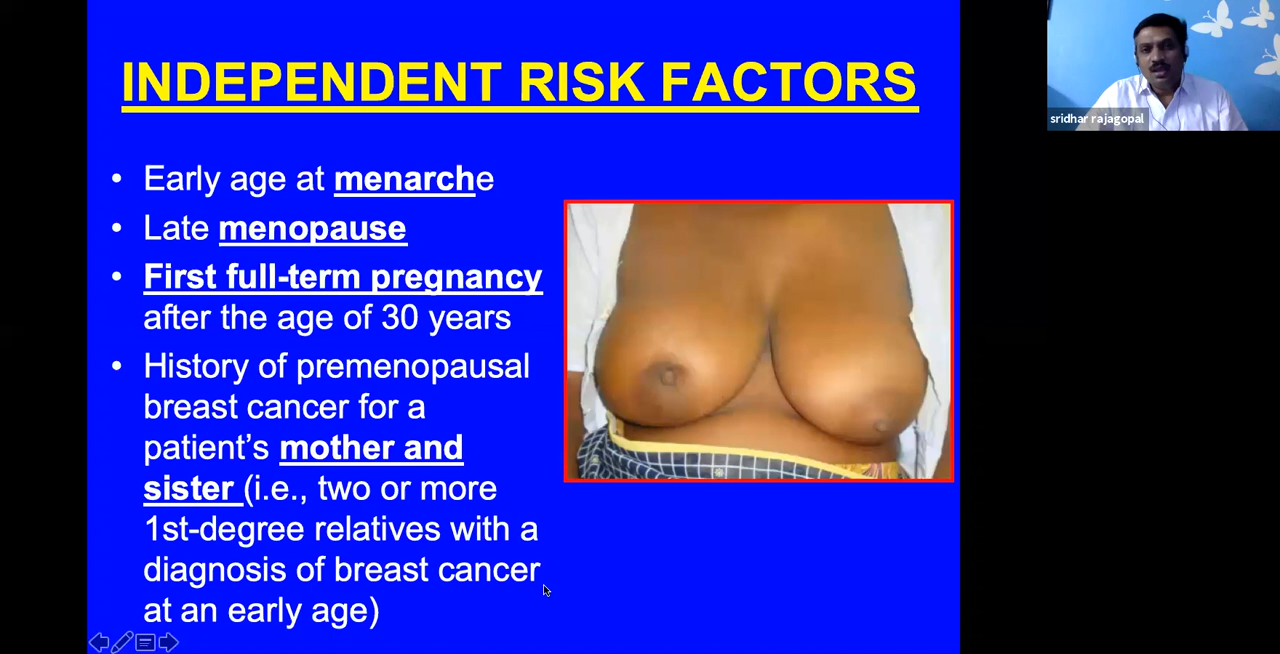 INDEPENDENT RISK FACTORS
sridhar rajagopal
• Early age at menarche
• Late menopause
• First full-term pregnancy
after the age of 30 years
• History of premenopausal
breast cancer for a
patient’s mother and
sister (i.e., two or more
1st-degree relatives with a
diagnosis of breast cancer
at an early age)